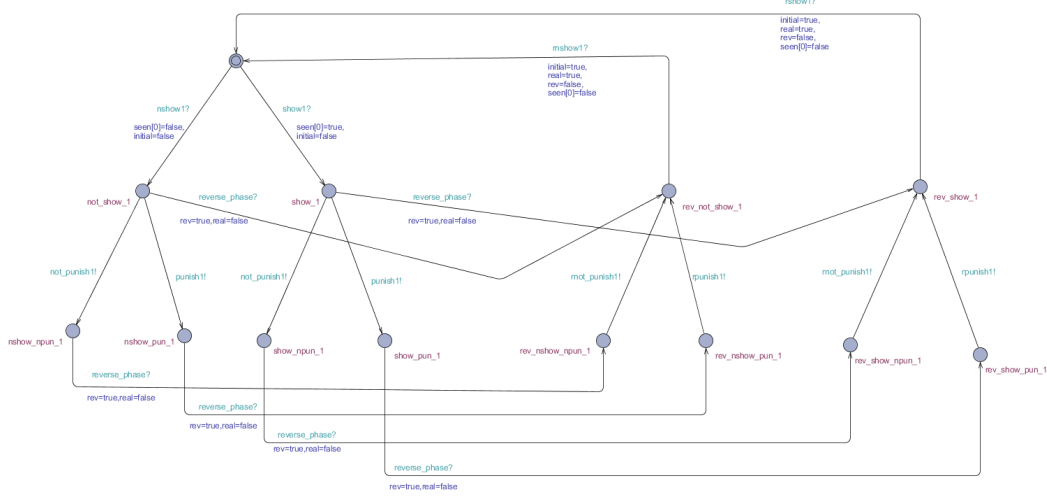 rshow1?
initial=true,
real=true,
rev=false,
seen[0]=false
rnshow1?
initial=true,
real=true,
rev=false,
seen[0]=false
nshow1?
show1?
seen[0]=false,
initial=false
seen[0]=true,
initial=false
not_show_1
reverse_phase?
rev=true,real=false
show_1
reverse_phase?
rev=true,real=false
rev_not_show_1
rev_show_1
not_punish1!
punish1!
not_punish1!
punish1!
rnot_punish1!
rpunish1!
rnot_punish1!
rpunish1!
nshow_npun_1
nshow_pun_1
show_npun_1
show_pun_1
rev_nshow_npun_1
rev_nshow_pun_1
rev_show_npun_1
rev_show_pun_1
reverse_phase?
rev=true,real=false
reverse_phase?
rev=true,real=false
reverse_phase?
rev=true,real=false
reverse_phase?
rev=true,real=false